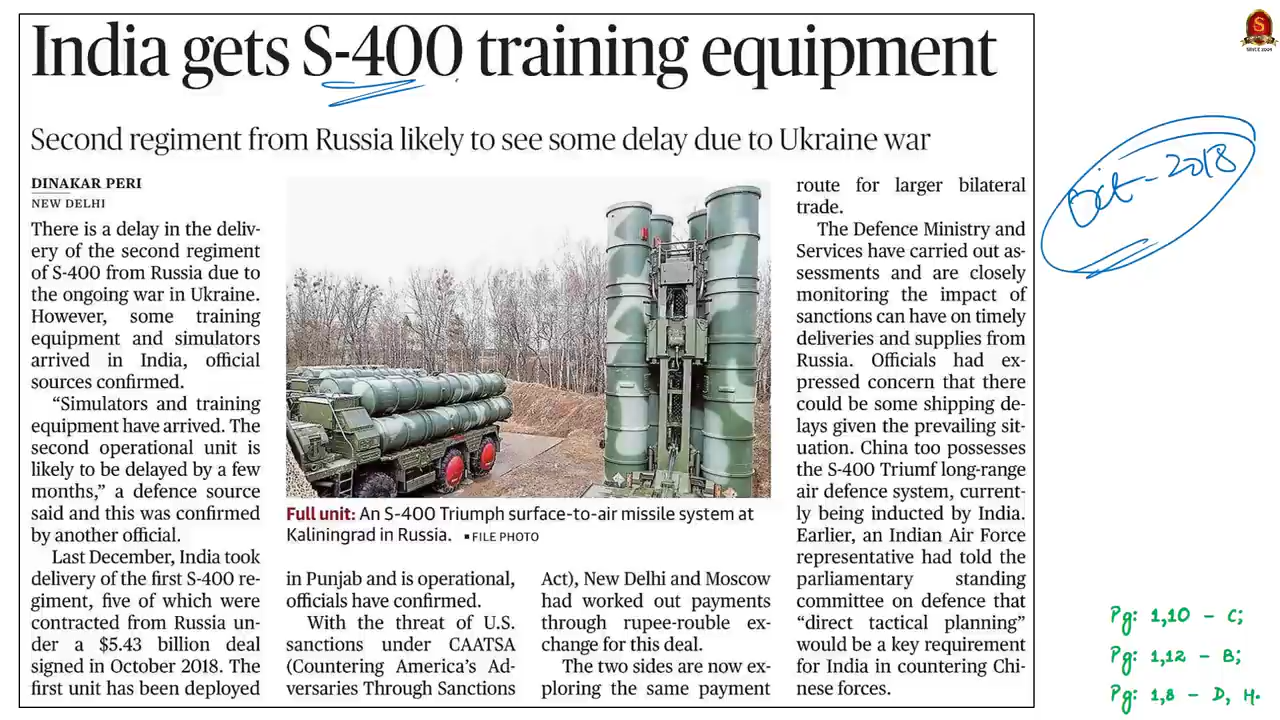 India gets S-400 training equipment
Second regiment from Russia likely to see some delay due to Ukraine war
DINAKAR PERI
NEW DELHI
There is a delay in the deliv-
ery of the second regiment
of S-400 from Russia due to
the ongoing war in Ukraine.
However, some training
equipment and simulators
arrived in India, official
sources confirmed.
“Simulators and training
equipment have arrived. The
second operational unit is
likely to be delayed by a few
months,” a defence source
said and this was confirmed
by another official.
Last December, India took
delivery of the first S-400 re-
giment, five of which were
contracted from Russia un-
der a $5.43 billion deal
signed in October 2018. The
first unit has been deployed
Full unit: An S-400 Triumph surface-to-air missile system at
Kaliningrad in Russia. ▪FILE PHOTO
in Punjab and is operational,
officials have confirmed.
With the threat of U.S.
sanctions under CAATSA
(Countering America’s Ad-
versaries Through Sanctions
Act), New Delhi and Moscow
had worked out payments
through rupee-rouble ex-
change for this deal.
The two sides are now ex-
ploring the same payment
route for larger bilateral
trade.
The Defence Ministry and
Services have carried out as-
sessments and are closely
monitoring the impact of
sanctions can have on timely
deliveries and supplies from
Russia. Officials had ex-
pressed concern that there
could be some shipping de-
lays given the prevailing sit-
uation. China too possesses
the S-400 Triumf long-range
air defence system, current-
ly being inducted by India.
Earlier, an Indian Air Force
representative had told the
parliamentary standing
committee on defence that
“direct tactical planning”
would be a key requirement
for India in countering Chi-
nese forces.
Oct-2018
Pg: 1,10 - C;
Pg: 1,12 - B;
Pg: 1,8 - D, H.
SINCE 2004